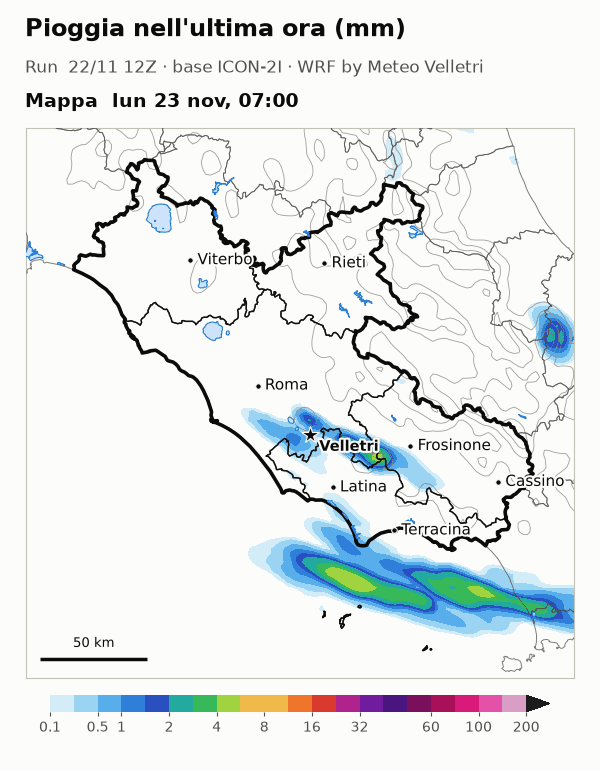 Pioggia nell'ultima ora (mm)
Run 22/11 12Z · base ICON-2I · WRF by Meteo Velletri
Mappa lun 23 nov, 07:00
Viterbo
Rieti
Roma
Velletri
Frosinone
Latina
Cassino
Terracina
50 km
0.1 0.5 1 2 4 8 16 32 60 100 200